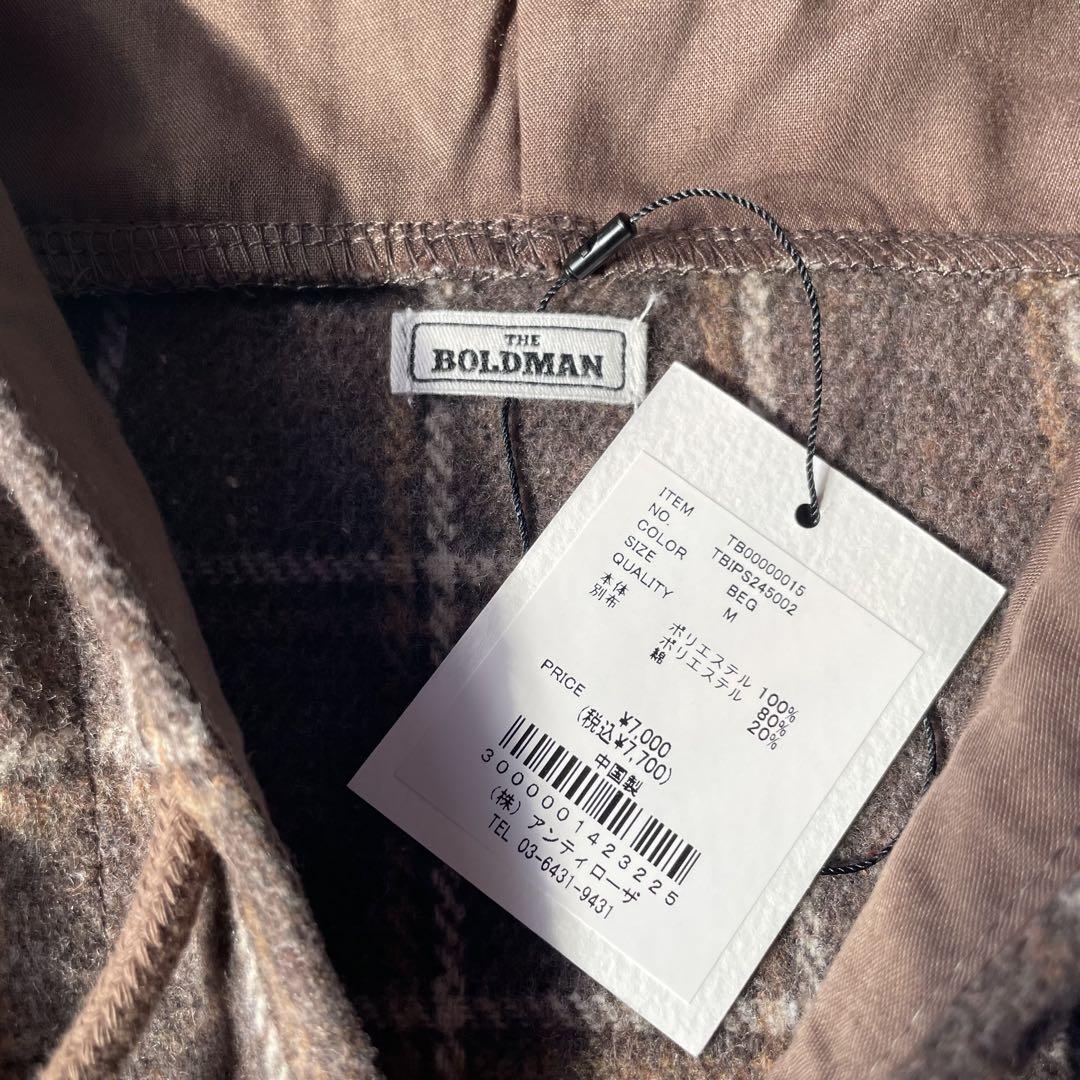 THE
BOLDMAN
ITEM TB00000015
NO. TBIPS245002
COLOR BEG
SIZE M
QUALITY
本体 ポリエステル 100%
別布 ポリエステル 80%
綿 20%
PRICE ¥7,000
(税込¥7,700)
中国製
3000001423225
(株)アンティローザ
TEL 03-6431-9431